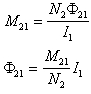 M₂₁ = N₂Φ₂₁ / I₁
Φ₂₁ = M₂₁ / N₂ I₁